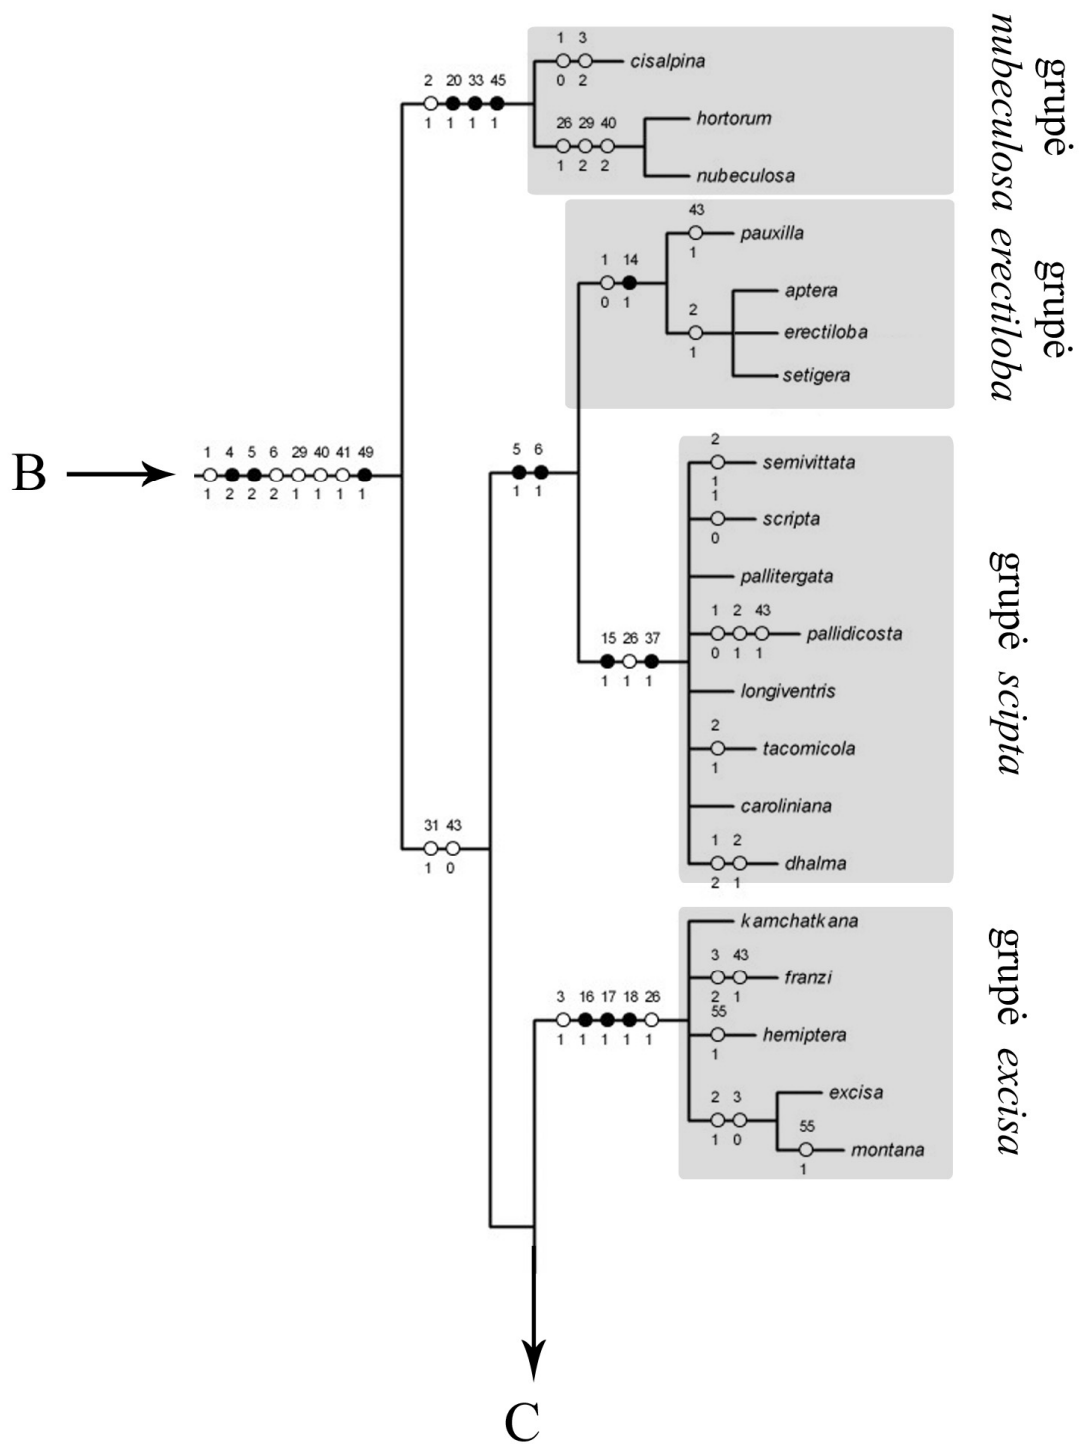 1 3
cisalpina
0 2
2 20 33 45
1 1 1 1
hortorum
26 29 40
1 2 2
nubeculosa
grupė
nubeculosa
43
pauxilla
1
1 14
0 1
aptera
2
erectiloba
1
setigera
grupė
erectiloba
B
1 4 5 6 29 40 41 49
1 2 2 2 1 1 1 1
5 6
1 1
2
semivittata
1
1
scripta
0
pallitergata
1 2 43
pallidicosta
0 1 1
15 26 37
1 1 1
longiventris
2
tacomicola
1
caroliniana
1 2
dhalma
2 1
grupė scipta
31 43
1 0
kamchatkana
3 43
franzi
2 1
3 16 17 18 26
1 1 1 1 1
55
hemiptera
1
excisa
2 3
1 0
55
montana
1
grupė excisa
C